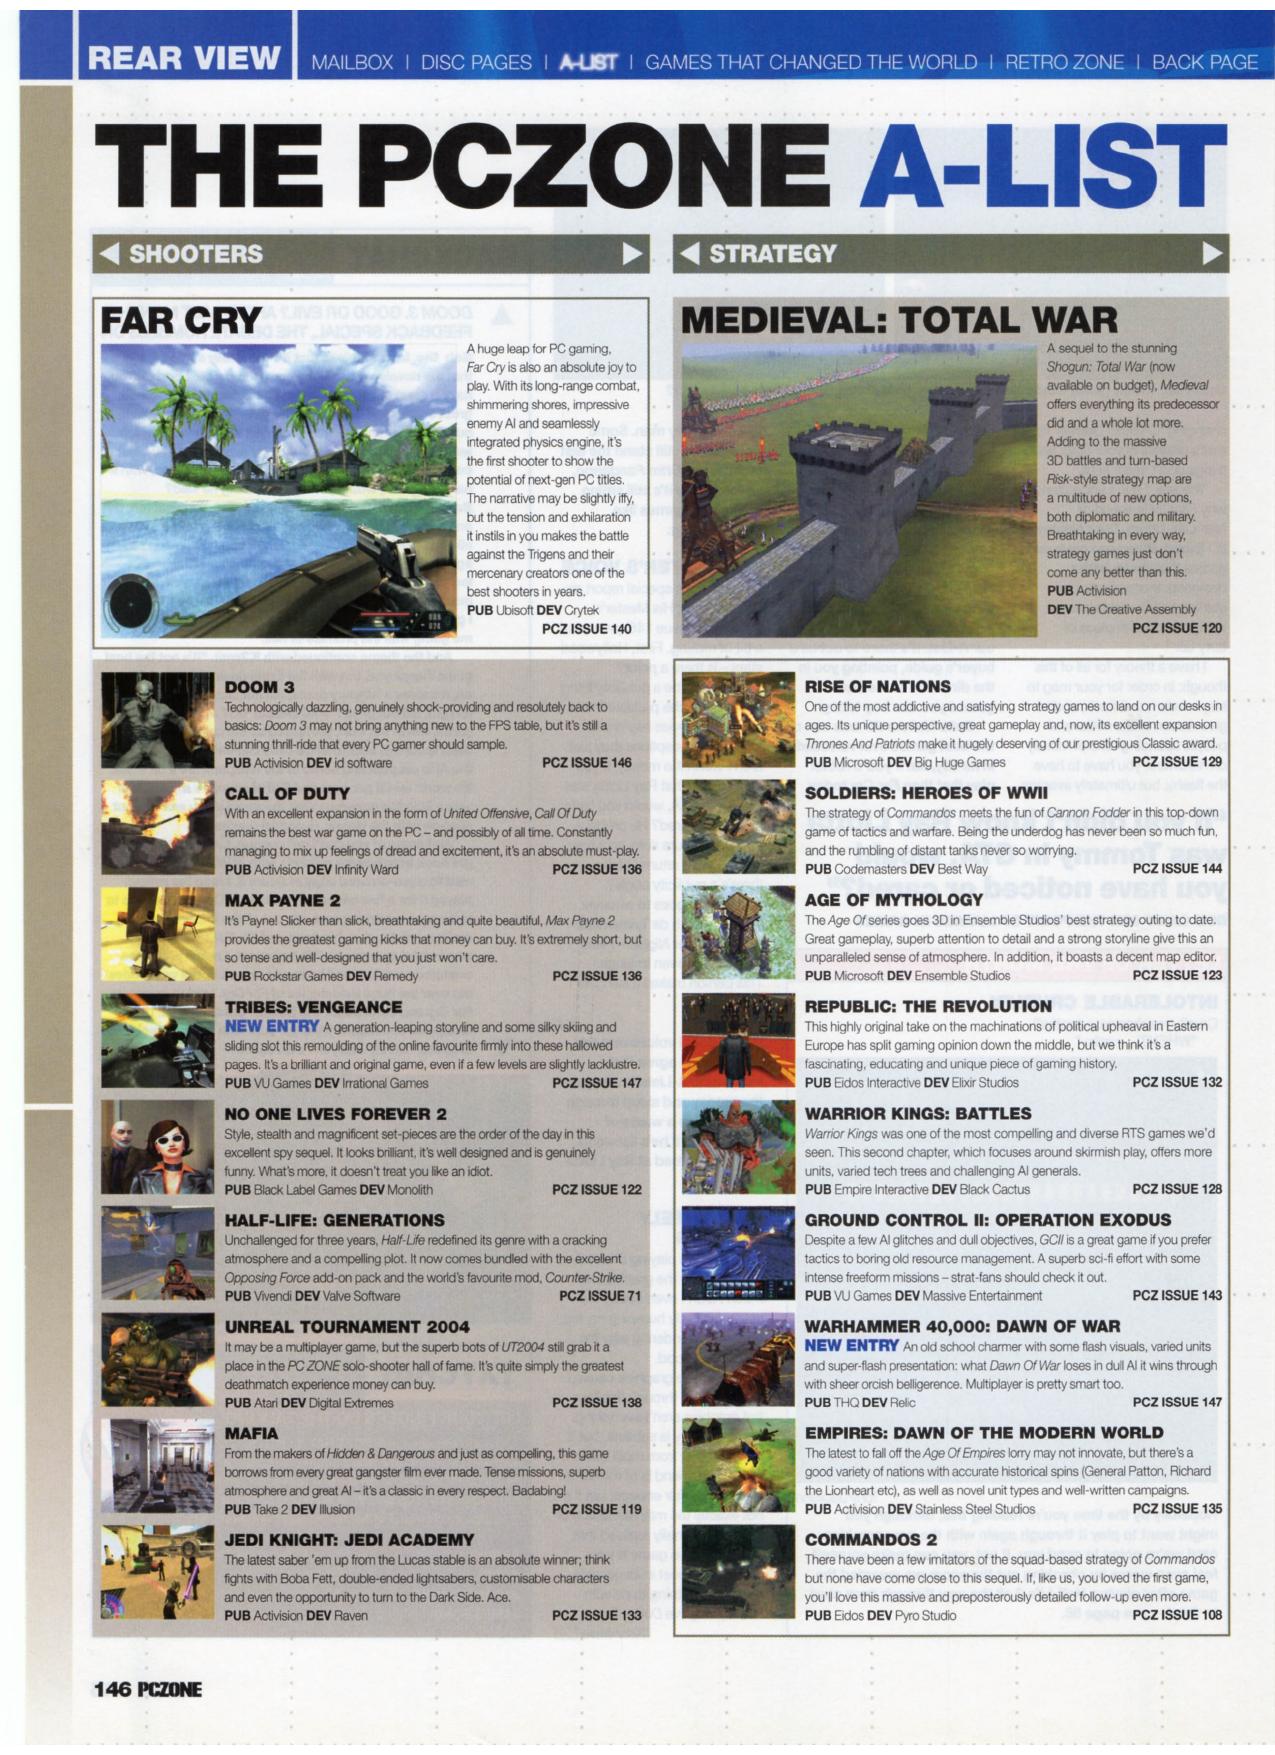 REAR VIEW
MAILBOX | DISC PAGES | A-LIST | GAMES THAT CHANGED THE WORLD | RETRO ZONE | BACK PAGE
THE PCZONE A-LIST
SHOOTERS
FAR CRY
A huge leap for PC gaming,
Far Cry is also an absolute joy to
play. With its long-range combat,
shimmering shores, impressive
enemy AI and seamlessly
integrated physics engine, it's
the first shooter to show the
potential of next-gen PC titles.
The narrative may be slightly iffy,
but the tension and exhilaration
it instils in you makes the battle
against the Trigens and their
mercenary creators one of the
best shooters in years.
PUB Ubisoft DEV Crytek
PCZ ISSUE 140
DOOM 3
Technologically dazzling, genuinely shock-providing and resolutely back to
basics: Doom 3 may not bring anything new to the FPS table, but it's still a
stunning thrill-ride that every PC gamer should sample.
PUB Activision DEV id software PCZ ISSUE 146
CALL OF DUTY
With an excellent expansion in the form of United Offensive, Call Of Duty
remains the best war game on the PC – and possibly of all time. Constantly
managing to mix up feelings of dread and excitement, it's an absolute must-play.
PUB Activision DEV Infinity Ward PCZ ISSUE 136
MAX PAYNE 2
It's Payne! Slicker than slick, breathtaking and quite beautiful, Max Payne 2
provides the greatest gaming kicks that money can buy. It's extremely short, but
so tense and well-designed that you just won't care.
PUB Rockstar Games DEV Remedy PCZ ISSUE 136
TRIBES: VENGEANCE
NEW ENTRY A generation-leaping storyline and some silky skiing and
sliding slot this remoulding of the online favourite firmly into these hallowed
pages. It's a brilliant and original game, even if a few levels are slightly lacklustre.
PUB VU Games DEV Irrational Games PCZ ISSUE 147
NO ONE LIVES FOREVER 2
Style, stealth and magnificent set-pieces are the order of the day in this
excellent spy sequel. It looks brilliant, it's well designed and is genuinely
funny. What's more, it doesn't treat you like an idiot.
PUB Black Label Games DEV Monolith PCZ ISSUE 122
HALF-LIFE: GENERATIONS
Unchallenged for three years, Half-Life redefined its genre with a cracking
atmosphere and a compelling plot. It now comes bundled with the excellent
Opposing Force add-on pack and the world's favourite mod, Counter-Strike.
PUB Vivendi DEV Valve Software PCZ ISSUE 71
UNREAL TOURNAMENT 2004
It may be a multiplayer game, but the superb bots of UT2004 still grab it a
place in the PC ZONE solo-shooter hall of fame. It's quite simply the greatest
deathmatch experience money can buy.
PUB Atari DEV Digital Extremes PCZ ISSUE 138
MAFIA
From the makers of Hidden & Dangerous and just as compelling, this game
borrows from every great gangster film ever made. Tense missions, superb
atmosphere and great AI – it's a classic in every respect. Badabing!
PUB Take 2 DEV Illusion PCZ ISSUE 119
JEDI KNIGHT: JEDI ACADEMY
The latest saber 'em up from the Lucas stable is an absolute winner; think
fights with Boba Fett, double-ended lightsabers, customisable characters
and even the opportunity to turn to the Dark Side. Ace.
PUB Activision DEV Raven PCZ ISSUE 133
STRATEGY
MEDIEVAL: TOTAL WAR
A sequel to the stunning
Shogun: Total War (now
available on budget), Medieval
offers everything its predecessor
did and a whole lot more.
Adding to the massive
3D battles and turn-based
Risk-style strategy map are
a multitude of new options,
both diplomatic and military.
Breathtaking in every way,
strategy games just don't
come any better than this.
PUB Activision
DEV The Creative Assembly
PCZ ISSUE 120
RISE OF NATIONS
One of the most addictive and satisfying strategy games to land on our desks in
ages. Its unique perspective, great gameplay and, now, its excellent expansion
Thrones And Patriots make it hugely deserving of our prestigious Classic award.
PUB Microsoft DEV Big Huge Games PCZ ISSUE 129
SOLDIERS: HEROES OF WWII
The strategy of Commandos meets the fun of Cannon Fodder in this top-down
game of tactics and warfare. Being the underdog has never been so much fun,
and the rumbling of distant tanks never so worrying.
PUB Codemasters DEV Best Way PCZ ISSUE 144
AGE OF MYTHOLOGY
The Age Of series goes 3D in Ensemble Studios' best strategy outing to date.
Great gameplay, superb attention to detail and a strong storyline give this an
unparalleled sense of atmosphere. In addition, it boasts a decent map editor.
PUB Microsoft DEV Ensemble Studios PCZ ISSUE 123
REPUBLIC: THE REVOLUTION
This highly original take on the machinations of political upheaval in Eastern
Europe has split gaming opinion down the middle, but we think it's a
fascinating, educating and unique piece of gaming history.
PUB Eidos Interactive DEV Elixir Studios PCZ ISSUE 132
WARRIOR KINGS: BATTLES
Warrior Kings was one of the most compelling and diverse RTS games we'd
seen. This second chapter, which focuses around skirmish play, offers more
units, varied tech trees and challenging AI generals.
PUB Empire Interactive DEV Black Cactus PCZ ISSUE 128
GROUND CONTROL II: OPERATION EXODUS
Despite a few AI glitches and dull objectives, GCII is a great game if you prefer
tactics to boring old resource management. A superb sci-fi effort with some
intense freeform missions – strat-fans should check it out.
PUB VU Games DEV Massive Entertainment PCZ ISSUE 143
WARHAMMER 40,000: DAWN OF WAR
NEW ENTRY An old school charmer with some flash visuals, varied units
and super-flash presentation: what Dawn Of War loses in dull AI it wins through
with sheer orcish belligerence. Multiplayer is pretty smart too.
PUB THQ DEV Relic PCZ ISSUE 147
EMPIRES: DAWN OF THE MODERN WORLD
The latest to fall off the Age Of Empires lorry may not innovate, but there's a
good variety of nations with accurate historical spins (General Patton, Richard
the Lionheart etc), as well as novel unit types and well-written campaigns.
PUB Activision DEV Stainless Steel Studios PCZ ISSUE 135
COMMANDOS 2
There have been a few imitators of the squad-based strategy of Commandos
but none have come close to this sequel. If, like us, you loved the first game,
you'll love this massive and preposterously detailed follow-up even more.
PUB Eidos DEV Pyro Studio PCZ ISSUE 108
146 PCZONE